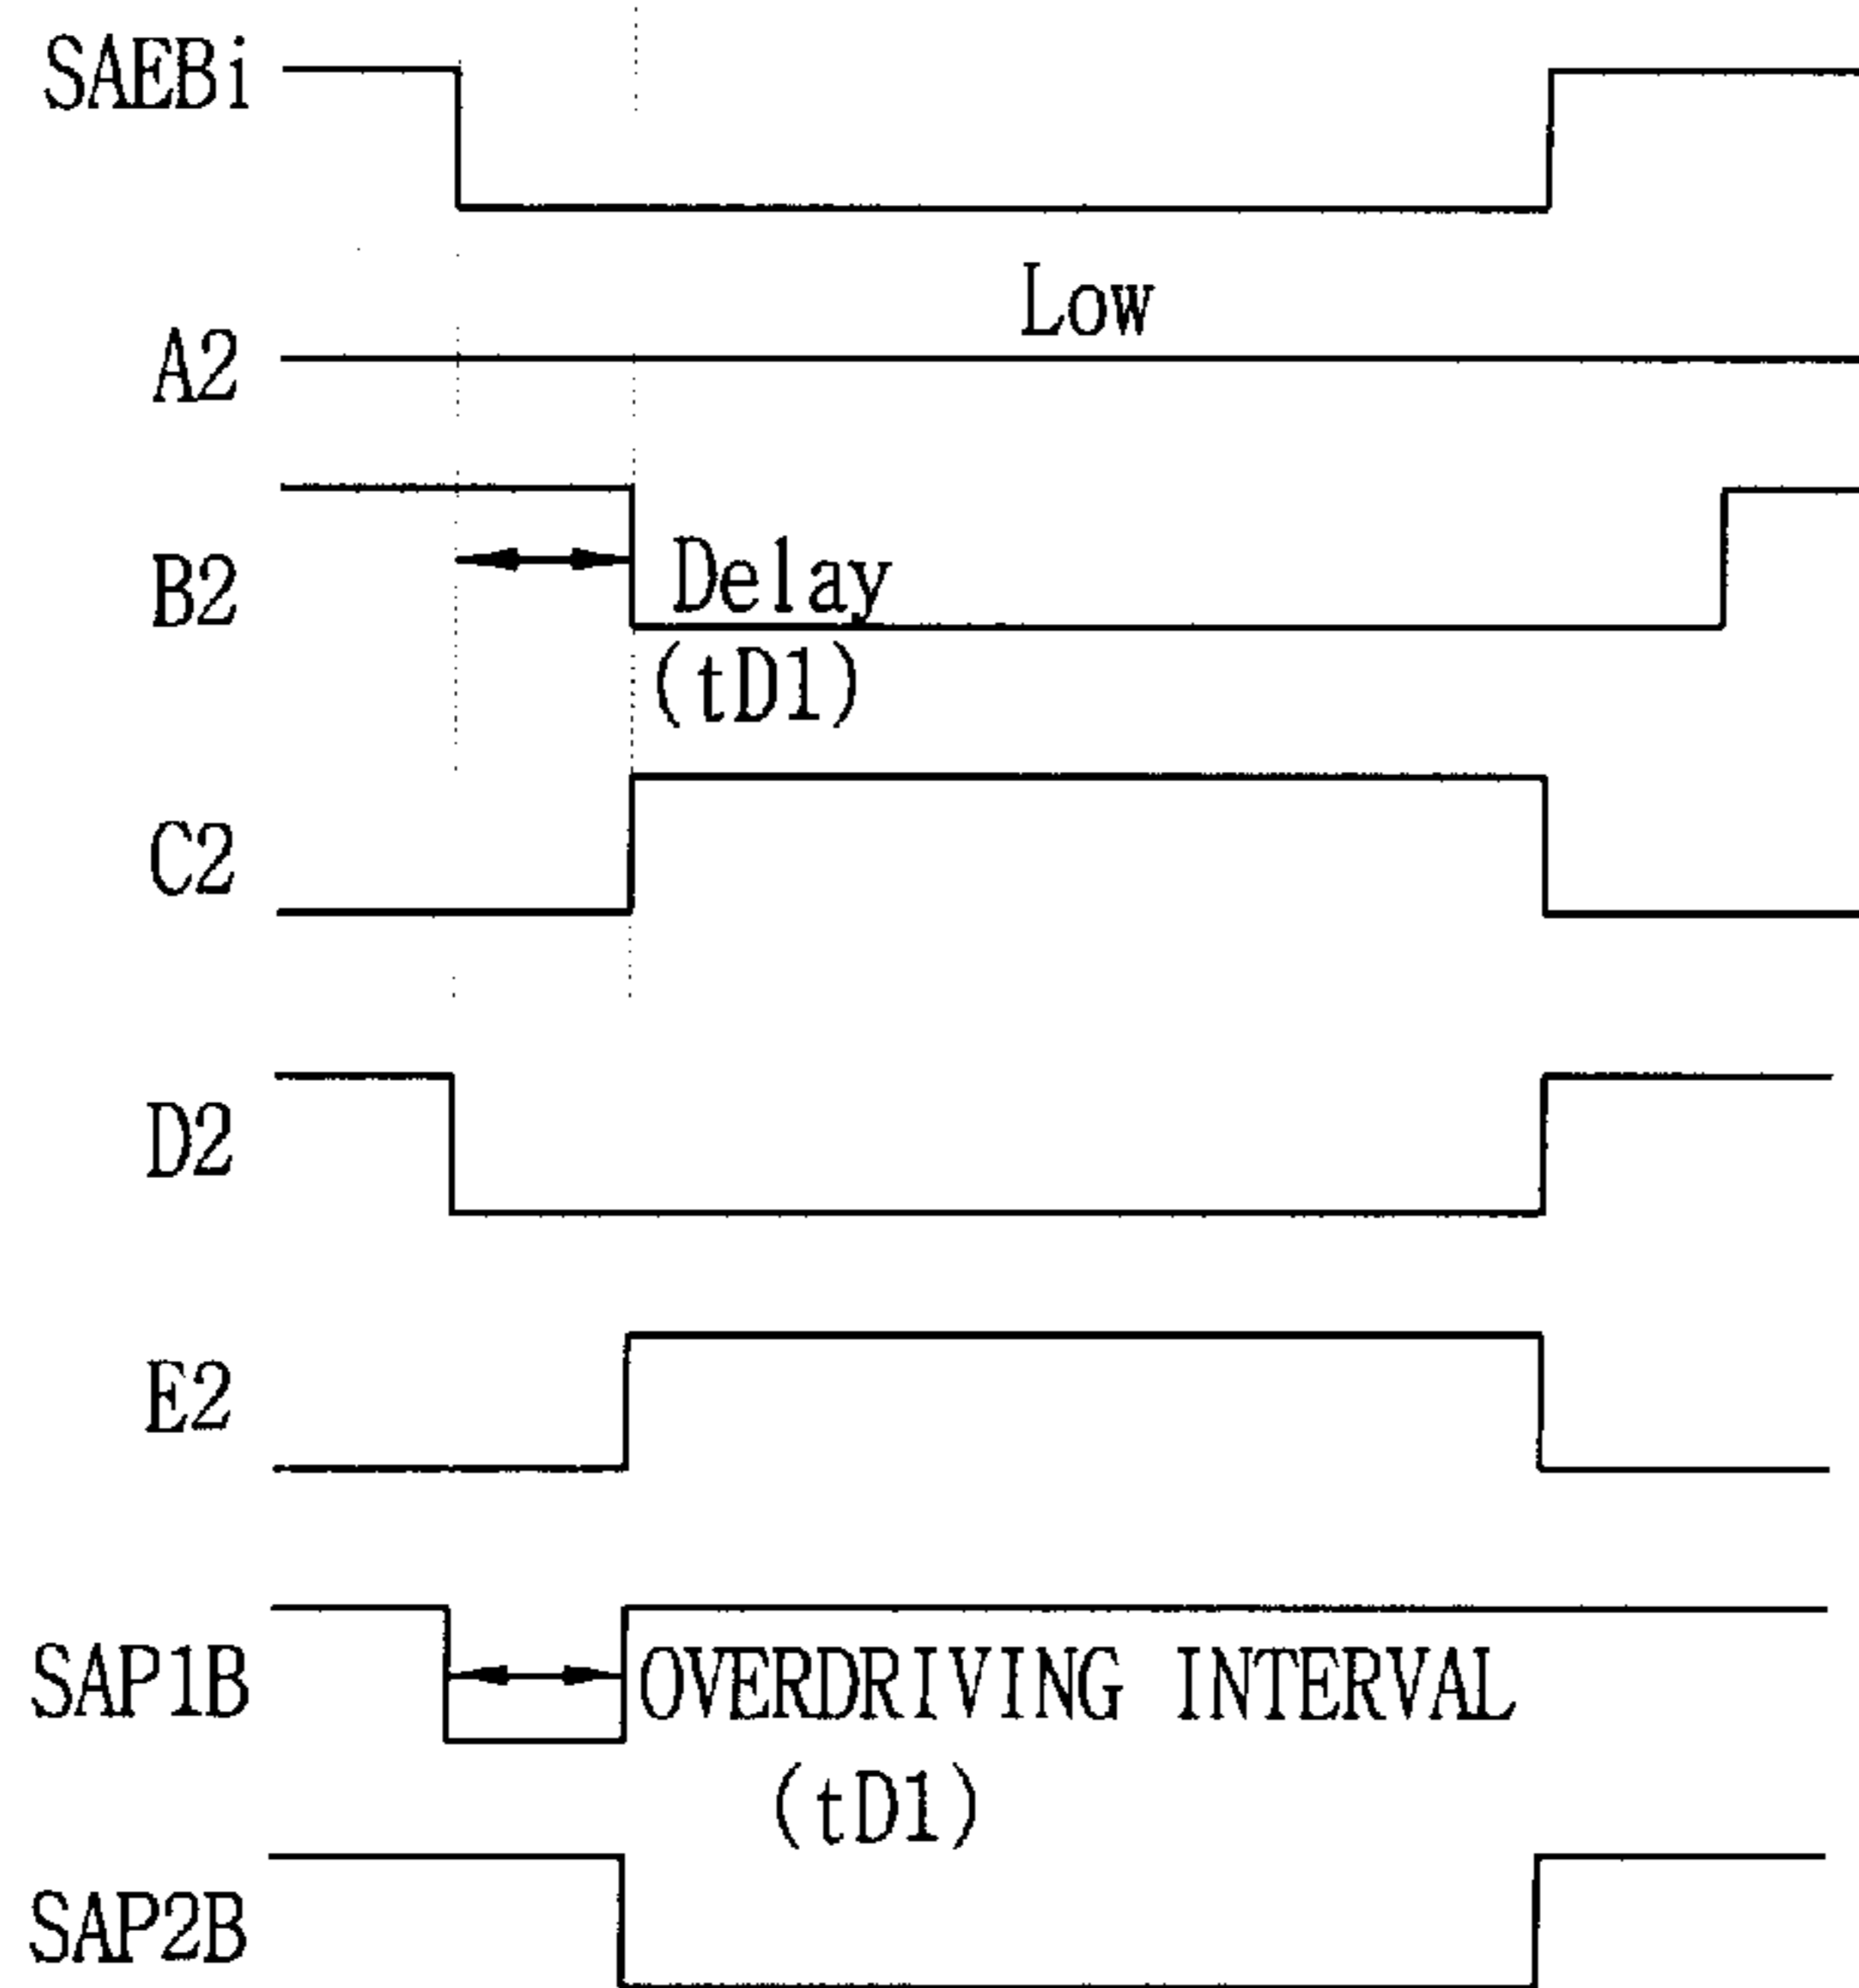 SAEBi
Low
A2
B2
Delay
(tD1)
C2
D2
E2
SAP1B
OVERDRIVING INTERVAL
(tD1)
SAP2B